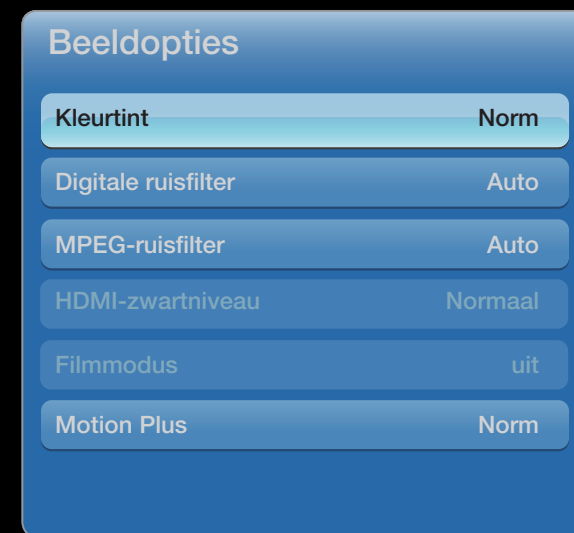 Beeldopties
Kleurtint Norm
Digitale ruisfilter Auto
MPEG-ruisfilter Auto
HDMI-zwartniveau Normaal
Filmmodus uit
Motion Plus Norm